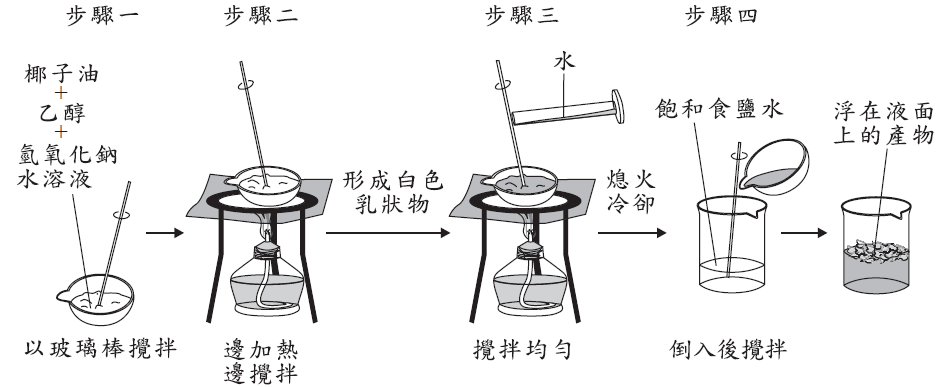 步驟一
步驟二
步驟三
步驟四
椰子油
+
乙醇
+
氫氧化鈉
水溶液
以玻璃棒攪拌
邊加熱
邊攪拌
形成白色
乳狀物
水
攪拌均勻
熄火
冷卻
飽和食鹽水
倒入後攪拌
浮在液面
上的產物